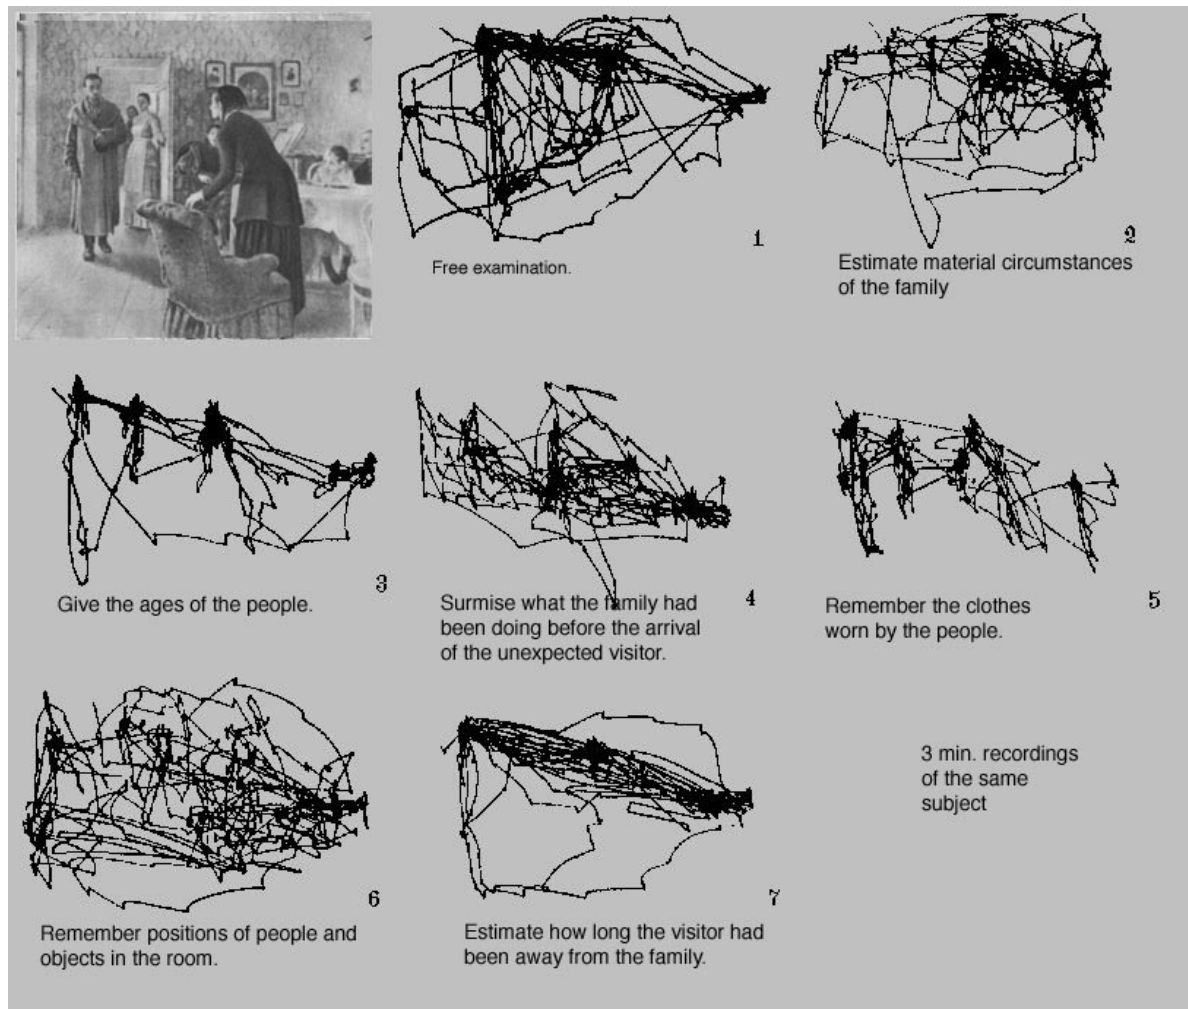 1
Free examination.
2
Estimate material circumstances
of the family
3
Give the ages of the people.
4
Surmise what the family had
been doing before the arrival
of the unexpected visitor.
5
Remember the clothes
worn by the people.
6
Remember positions of people and
objects in the room.
7
Estimate how long the visitor had
been away from the family.
3 min. recordings
of the same
subject